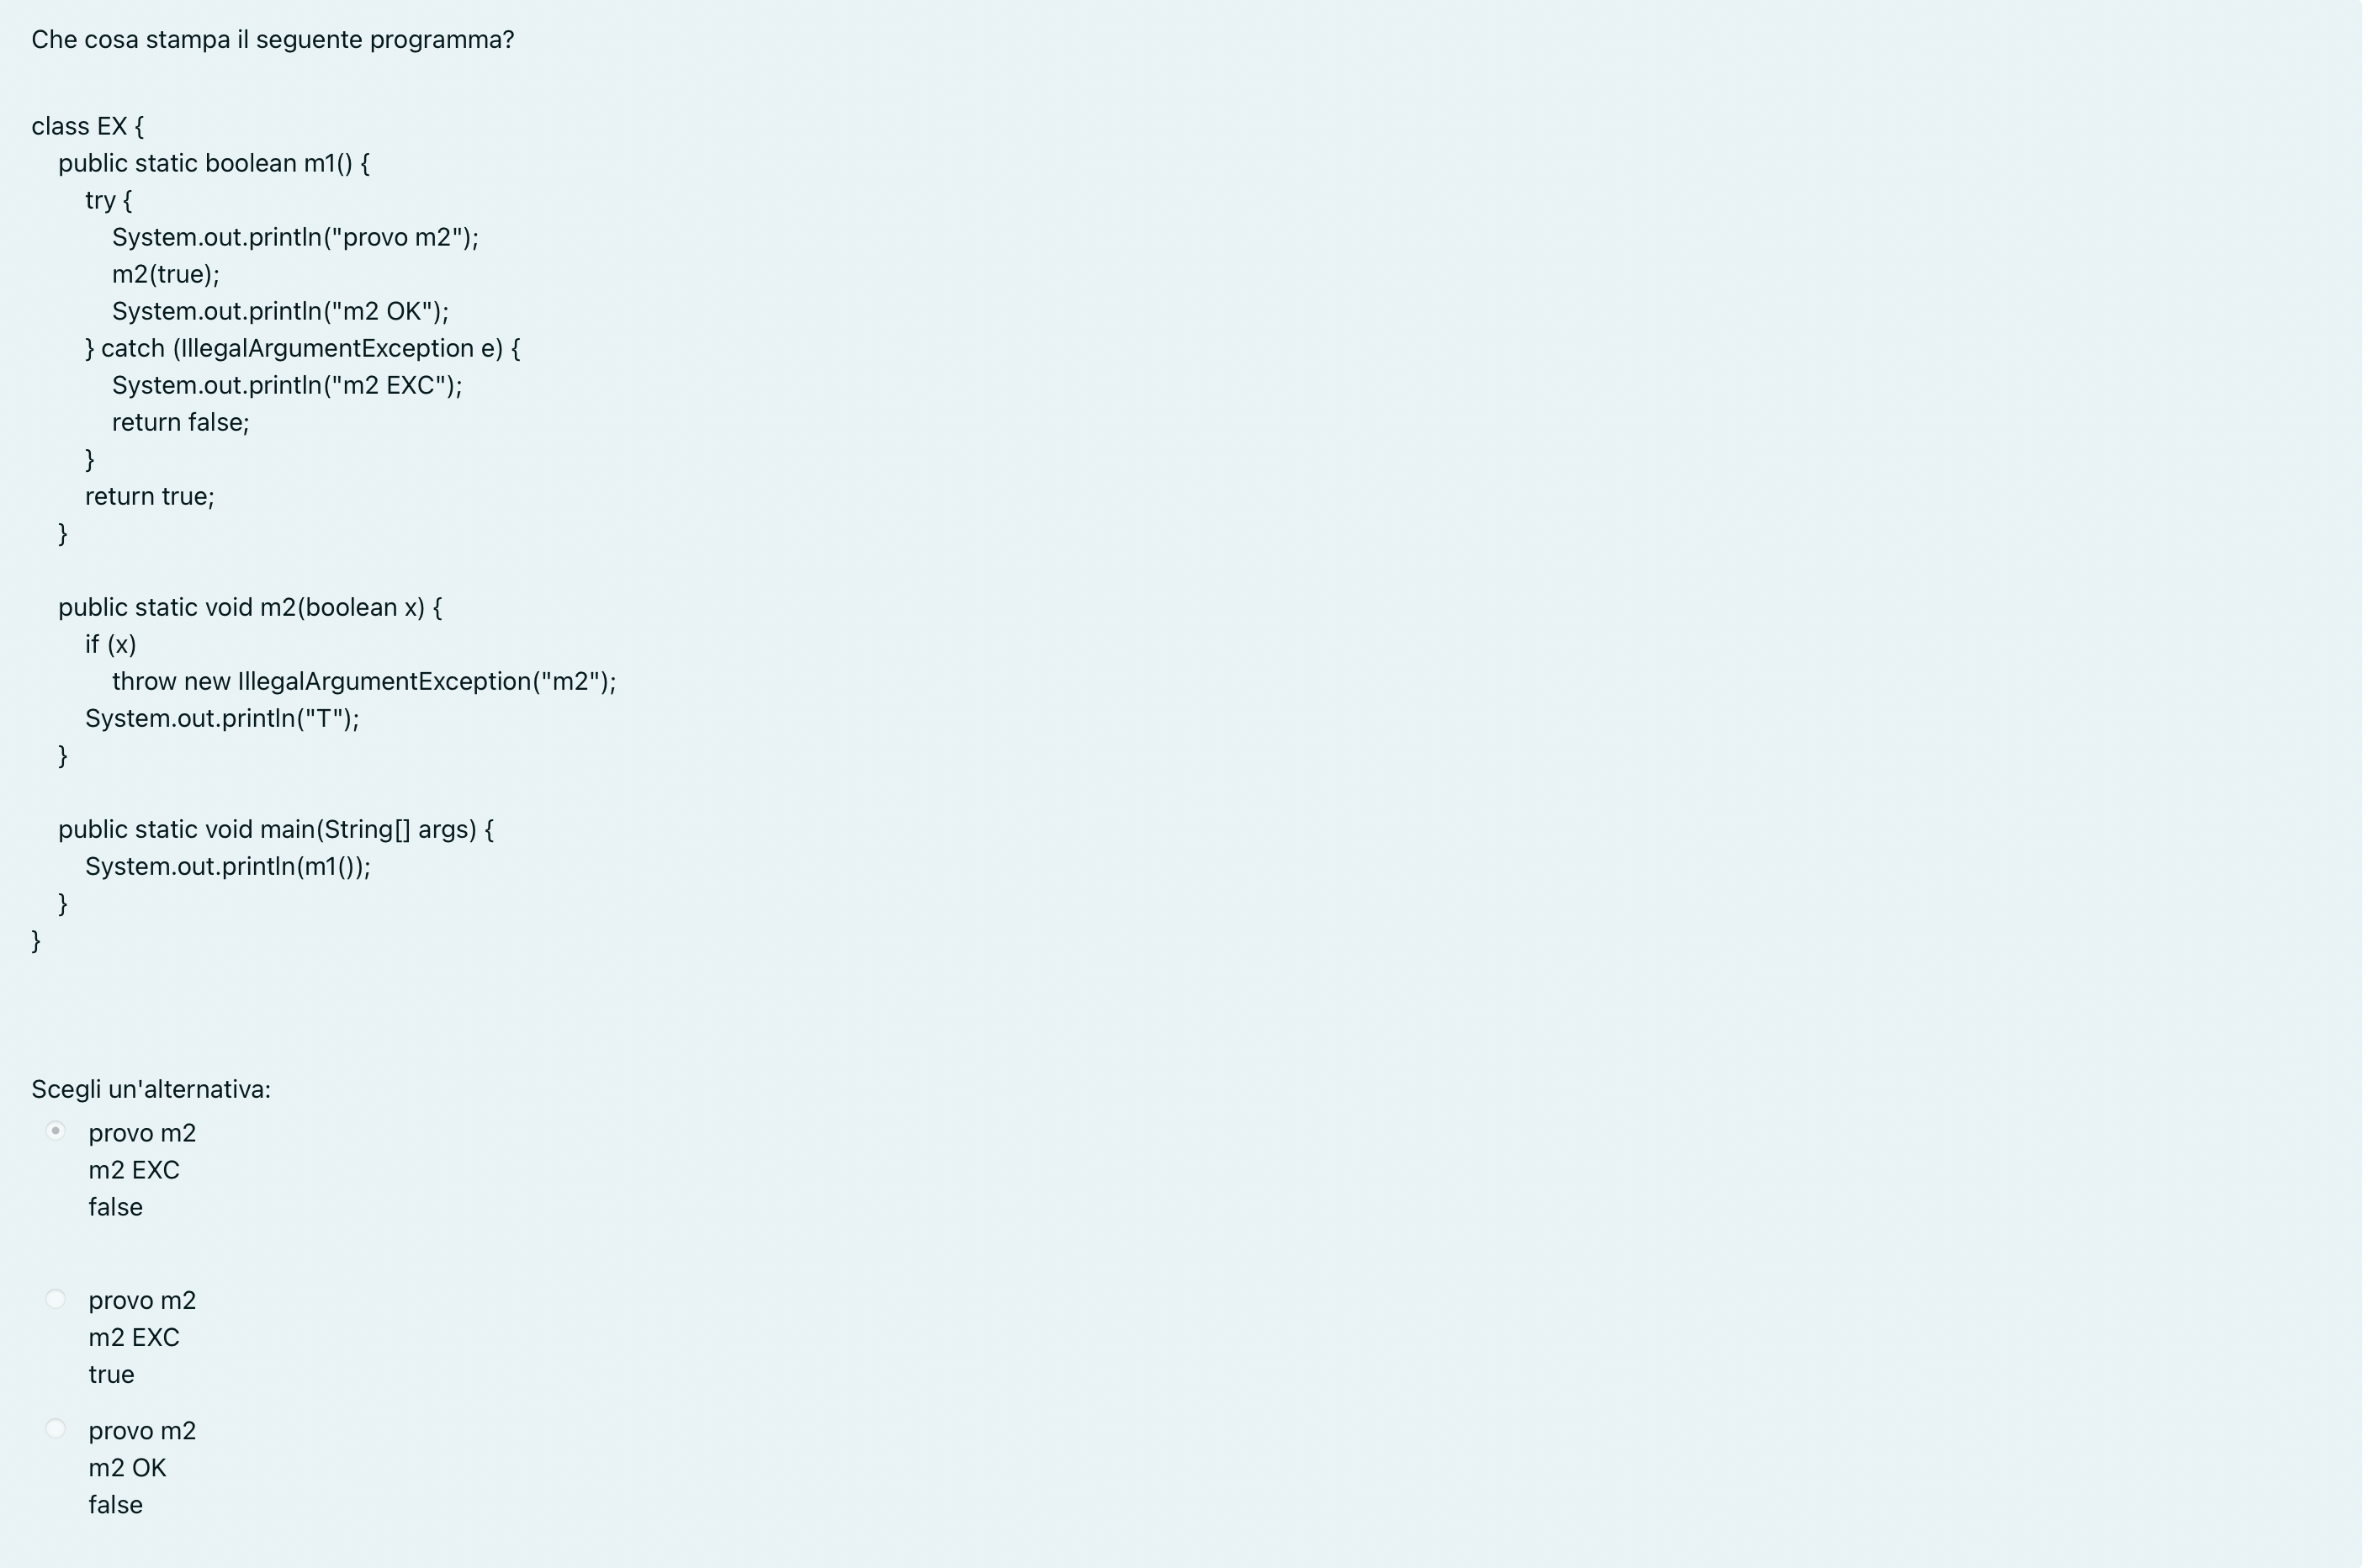 Che cosa stampa il seguente programma?
class EX {
public static boolean m1() {
try {
System.out.println("provo m2");
m2(true);
System.out.println("m2 OK");
} catch (IllegalArgumentException e) {
System.out.println("m2 EXC");
return false;
}
return true;
}
public static void m2(boolean x) {
if (x)
throw new IllegalArgumentException("m2");
System.out.println("T");
}
public static void main(String[] args) {
System.out.println(m1());
}
}
Scegli un'alternativa:
provo m2
m2 EXC
false
provo m2
m2 EXC
true
provo m2
m2 OK
false